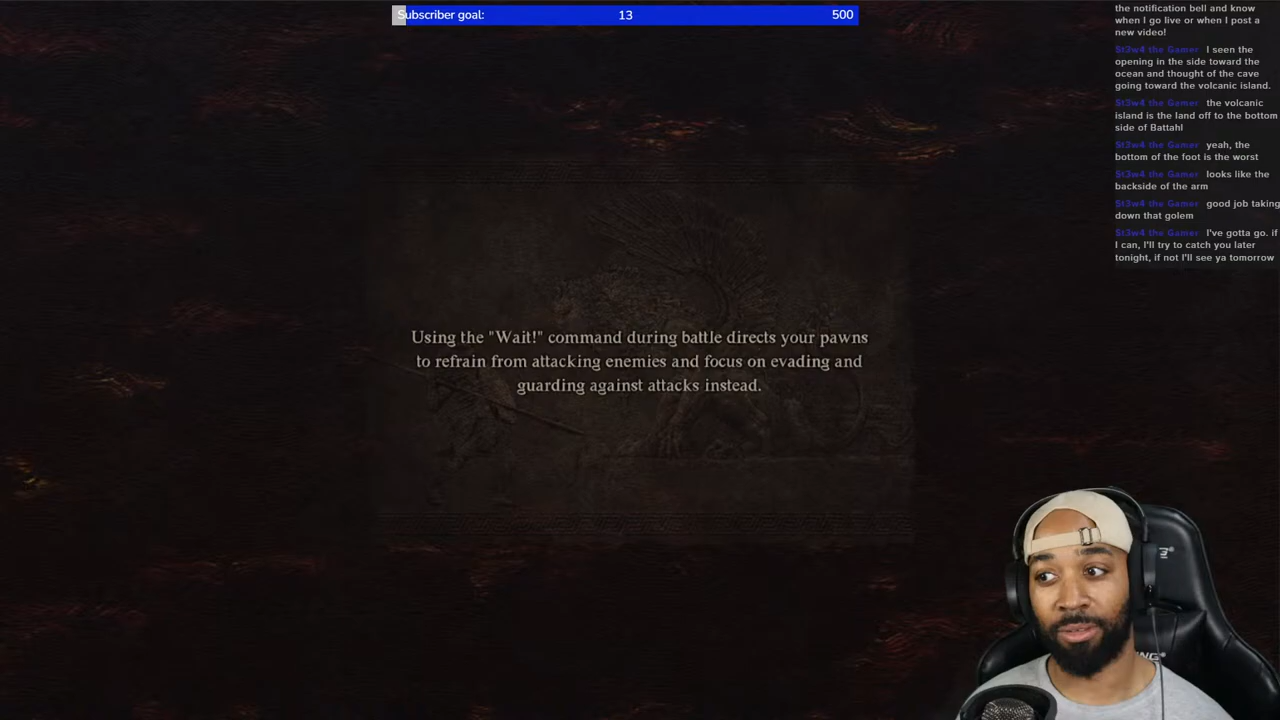 Subscriber goal: 13 500
the notification bell and know
when I go live or when I post a
new video!
St3w4 the Gamer I seen the
opening in the side toward the
ocean and thought of the cave
going toward the volcanic island.
St3w4 the Gamer the volcanic
island is the land off to the bottom
side of Battahl
St3w4 the Gamer yeah, the
bottom of the foot is the worst
St3w4 the Gamer looks like the
backside of the arm
St3w4 the Gamer good job taking
down that golem
St3w4 the Gamer I've gotta go. if
I can, I'll try to catch you later
tonight, if not I'll see ya tomorrow
Using the "Wait!" command during battle directs your pawns
to refrain from attacking enemies and focus on evading and
guarding against attacks instead.